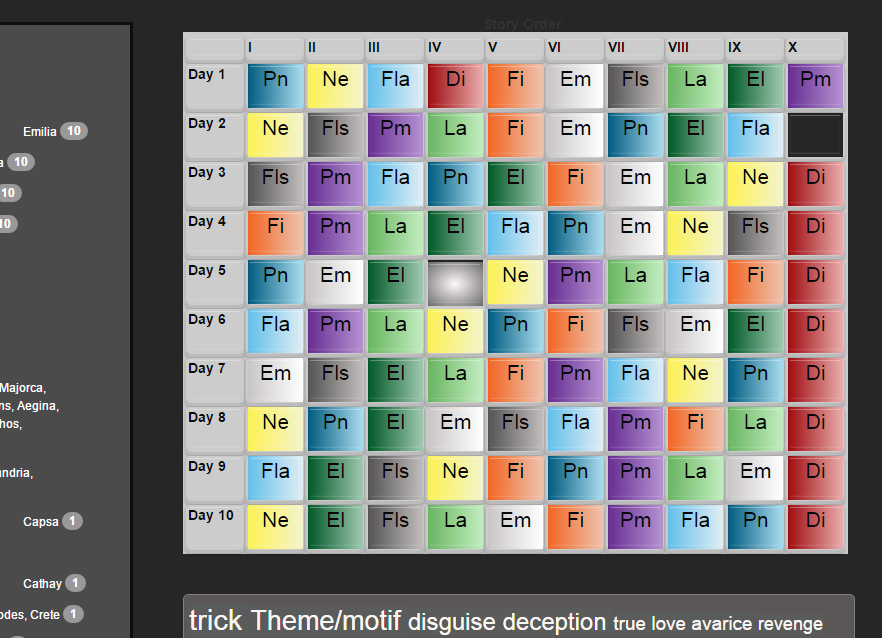 Story Order
I II III IV V VI VII VIII IX X
Day 1 Pn Ne Fla Di Fi Em Fls La El Pm
Day 2 Ne Fls Pm La Fi Em Pn El Fla
Day 3 Fls Pm Fla Pn El Fi Em La Ne Di
Day 4 Fi Pm La El Fla Pn Em Ne Fls Di
Day 5 Pn Em El Ne Pm La Fla Fi Di
Day 6 Fla Pm La Ne Pn Fi Fls Em El Di
Day 7 Em Fls El La Fi Pm Fla Ne Pn Di
Day 8 Ne Pn El Em Fls Fla Pm Fi La Di
Day 9 Fla El Fls Ne Fi Pn Pm La Em Di
Day 10 Ne El Fls La Em Fi Pm Fla Pn Di
Emilia 10
a 10
10
10
Majorca,
ns, Aegina,
hos,
ndria,
Capsa 1
Cathay 1
odes, Crete 1
trick Theme/motif disguise deception true love avarice revenge